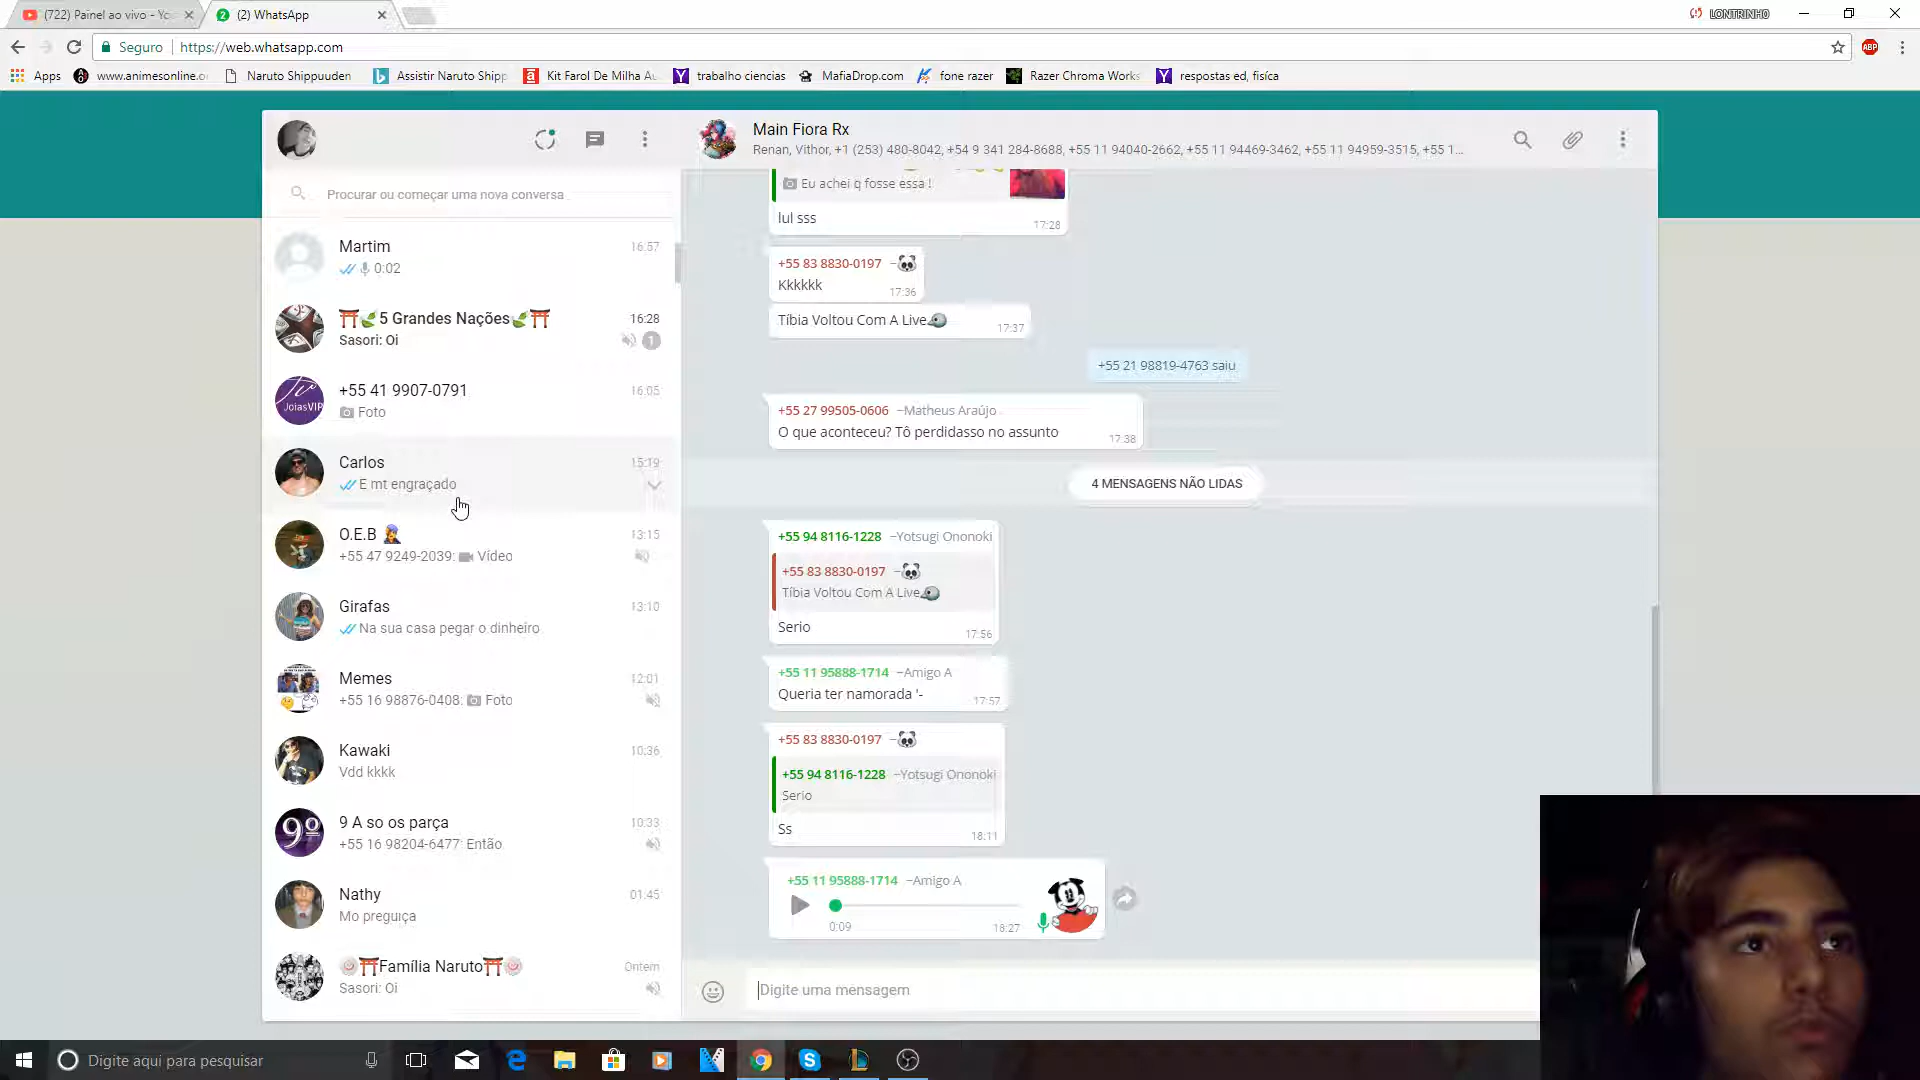 (722) Painel ao vivo - Yo
(2) WhatsApp
LONTRINH0
Seguro
https://web.whatsapp.com
Apps
www.animesonline.o
Naruto Shippuuden
Assistir Naruto Shipp
Kit Farol De Milha Au
trabalho ciencias
MafiaDrop.com
fone razer
Razer Chroma Works
respostas ed, fisíca
ABP
Procurar ou começar uma nova conversa
Martim
16:57
0:02
5 Grandes Nações
16:28
Sasori: Oi
1
+55 41 9907-0791
16:05
Foto
JoiasVIP
Carlos
15:19
E mt engraçado
O.E.B
13:15
+55 47 9249-2039: Vídeo
Girafas
13:10
Na sua casa pegar o dinheiro
Memes
12:01
+55 16 98876-0408: Foto
Kawaki
10:36
Vdd kkkk
9º
9 A so os parça
10:33
+55 16 98204-6477: Então
Nathy
01:45
Mo preguiça
Família Naruto
Ontem
Sasori: Oi
Main Fiora Rx
Renan, Vithor, +1 (253) 480-8042, +54 9 341 284-8688, +55 11 94040-2662, +55 11 94469-3462, +55 11 94959-3515, +55 1...
Eu achei q fosse essa !
lul sss
17:28
+55 83 8830-0197 ~
Kkkkkk
17:36
Tíbia Voltou Com A Live
17:37
+55 21 98819-4763 saiu
+55 27 99505-0606 ~Matheus Araújo
O que aconteceu? Tô perdidasso no assunto
17:38
4 MENSAGENS NÃO LIDAS
+55 94 8116-1228 ~Yotsugi Ononoki
+55 83 8830-0197 ~
Tíbia Voltou Com A Live
Serio
17:56
+55 11 95888-1714 ~Amigo A
Queria ter namorada '-
17:57
+55 83 8830-0197 ~
+55 94 8116-1228 ~Yotsugi Ononoki
Serio
Ss
18:11
+55 11 95888-1714 ~Amigo A
0:09
18:27
Digite uma mensagem
Digite aqui para pesquisar